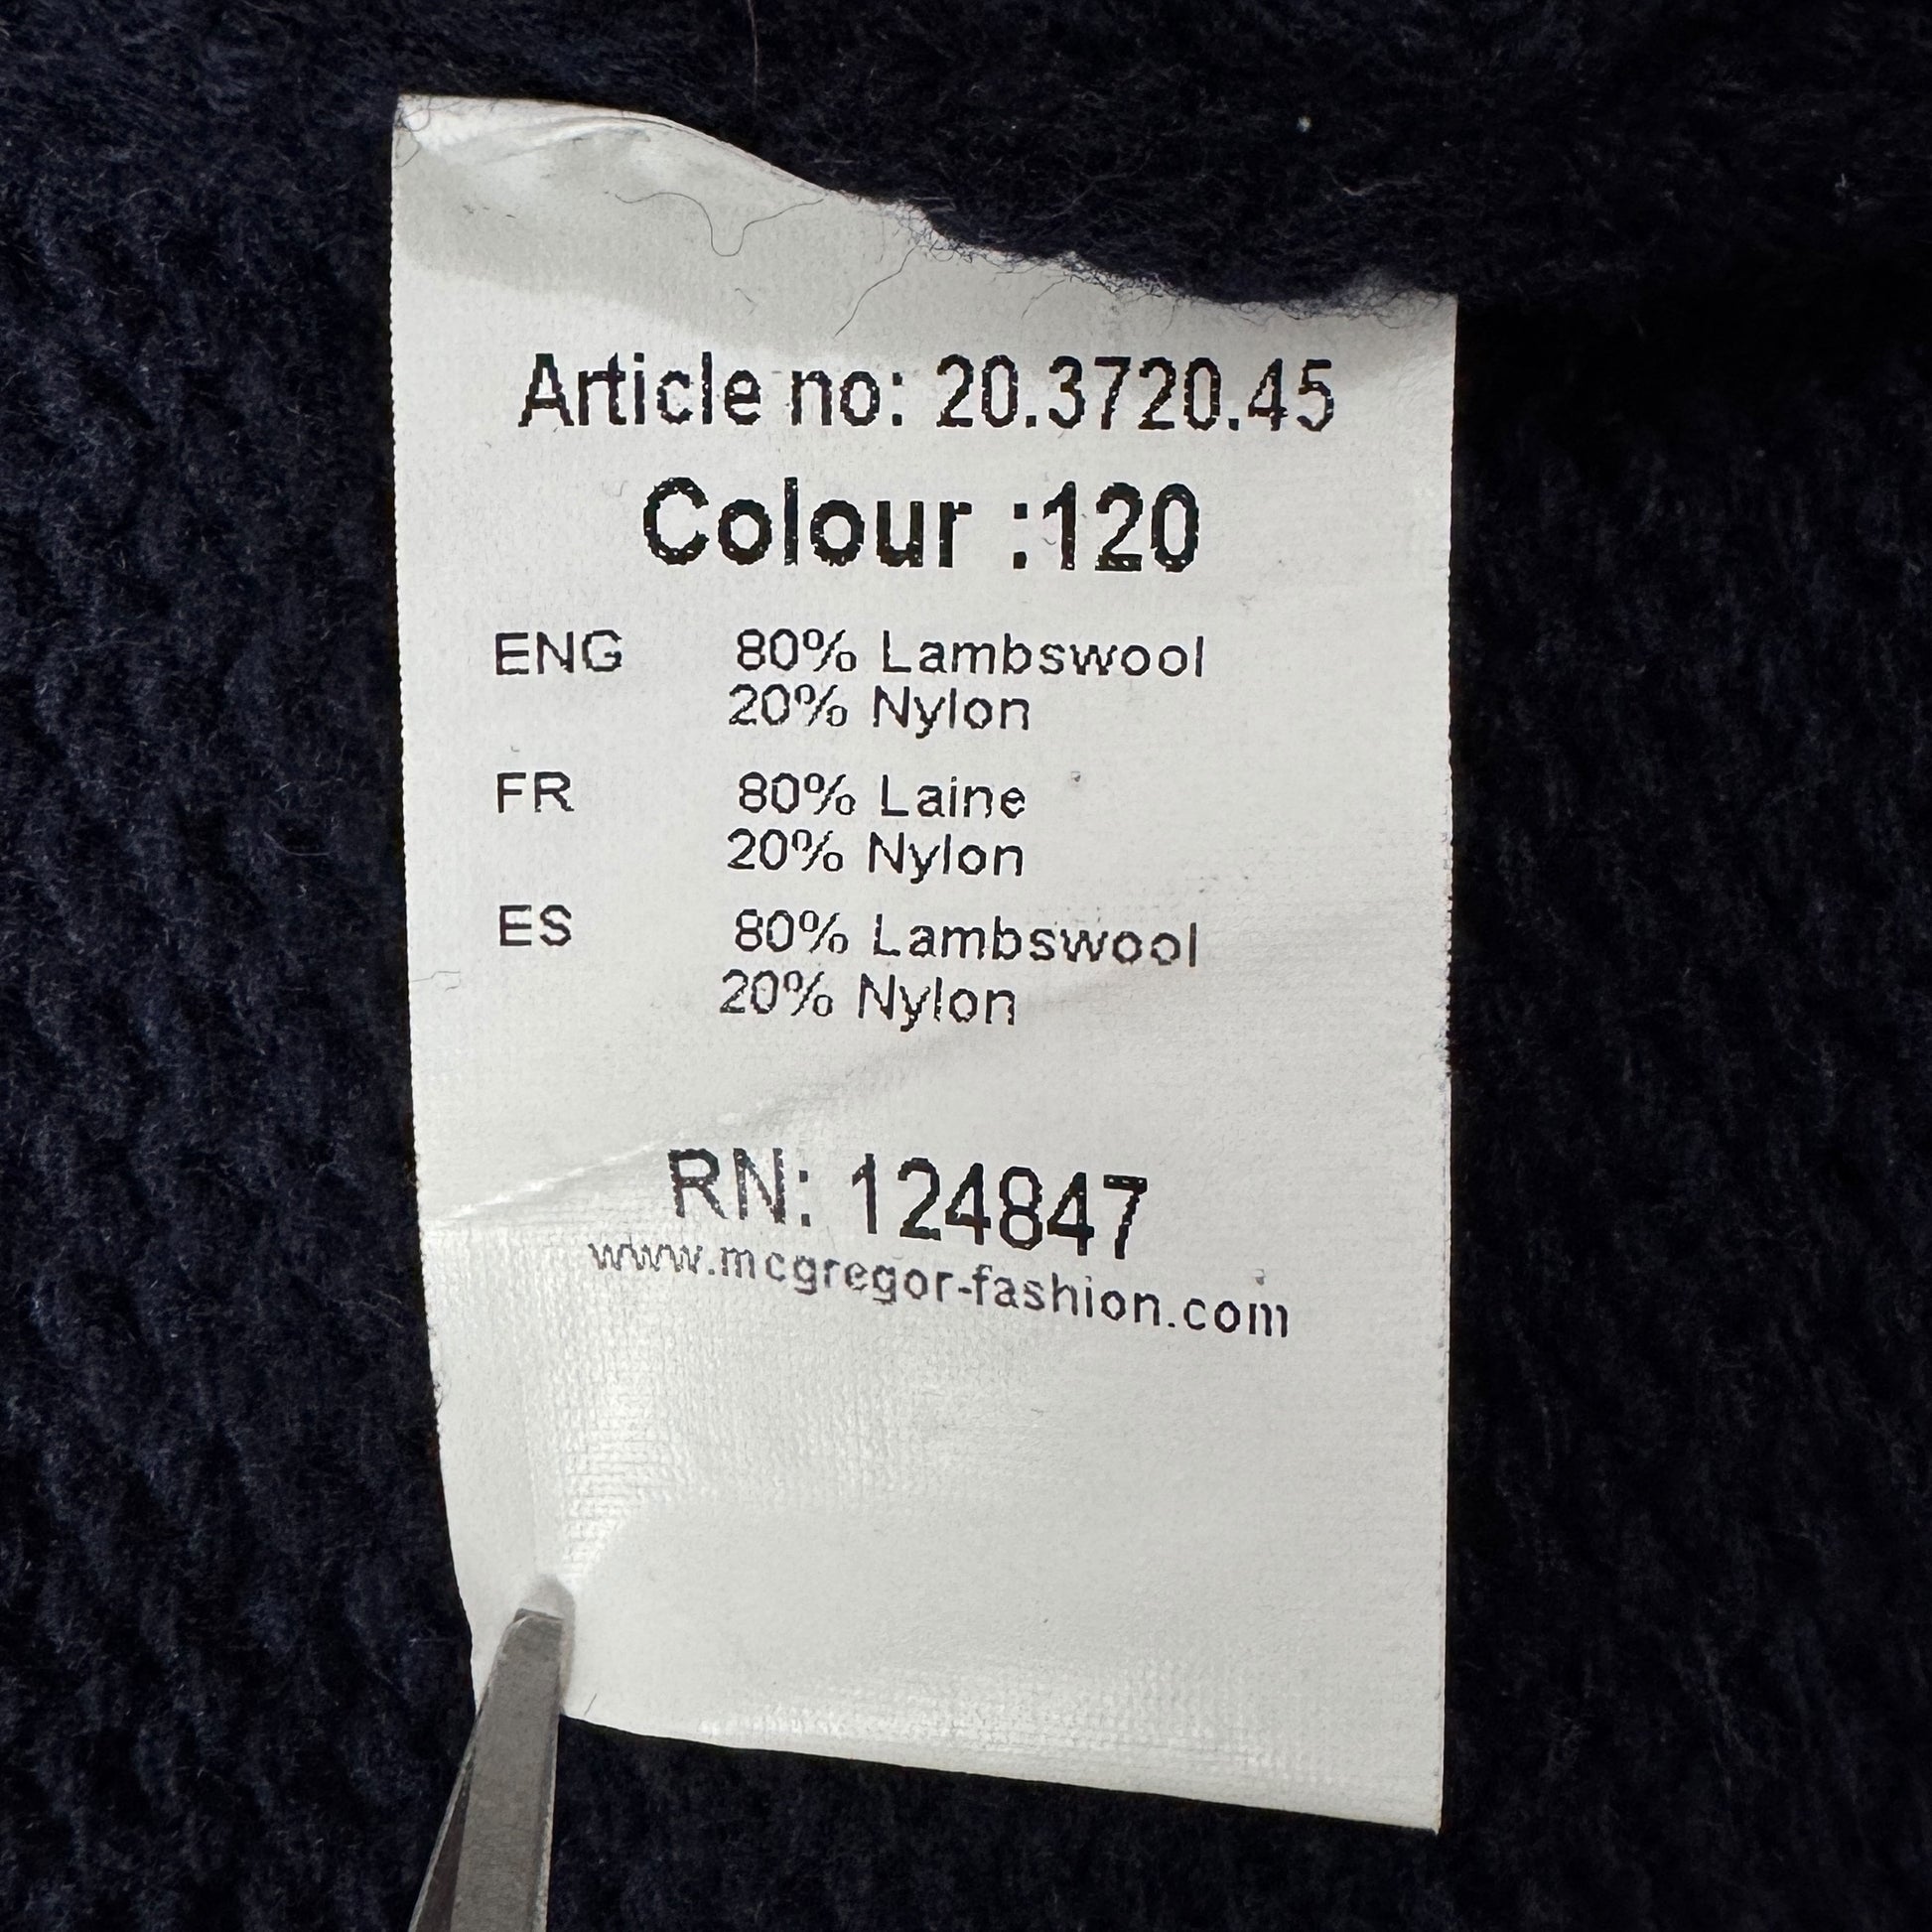 Article no: 20.3720.45
Colour :120
ENG 80% Lambswool
20% Nylon
FR 80% Laine
20% Nylon
ES 80% Lambswool
20% Nylon
RN: 124847
www.mcgregor-fashion.com